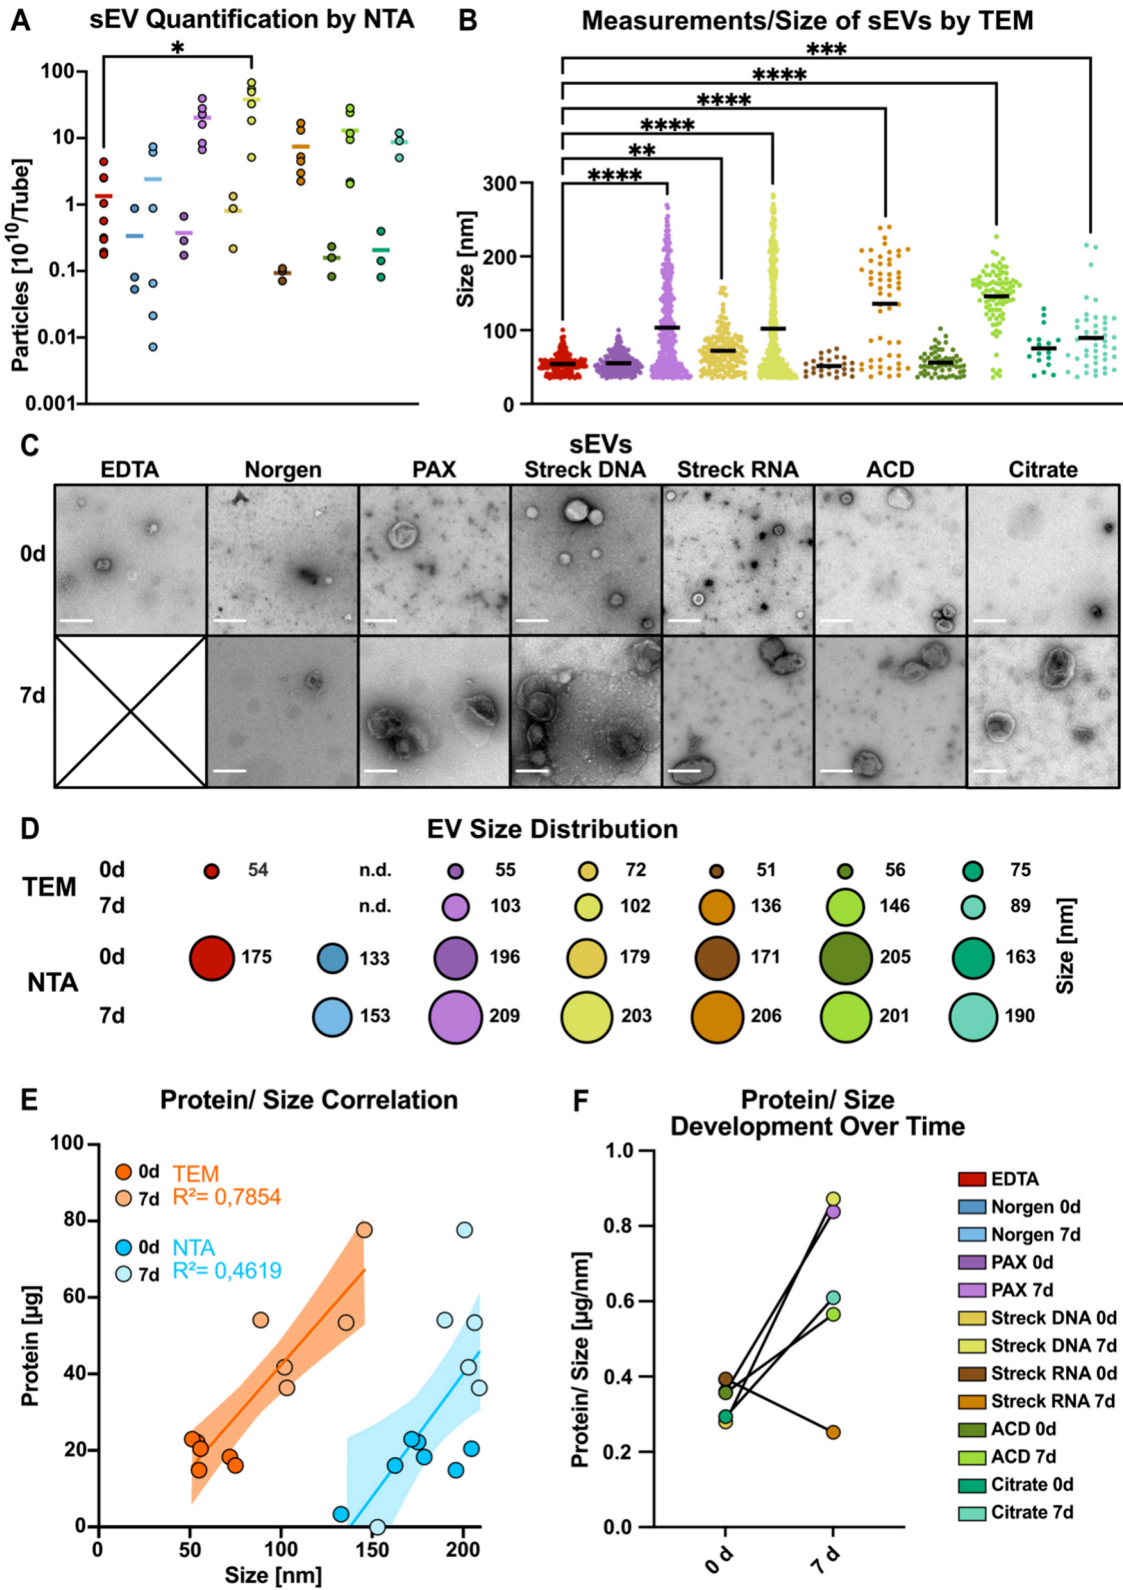 A sEV Quantification by NTA
*
Particles [10¹⁰/Tube]
100
10
1
0.1
0.01
0.001
B Measurements/Size of sEVs by TEM
***
****
****
****
**
****
Size [nm]
300
200
100
0
C sEVs
EDTA Norgen PAX Streck DNA Streck RNA ACD Citrate
0d
7d
D EV Size Distribution
TEM
0d 54 n.d. 55 72 51 56 75
7d n.d. 103 102 136 146 89
NTA
0d 175 133 196 179 171 205 163
7d 153 209 203 206 201 190
Size [nm]
E Protein/ Size Correlation
Protein [µg]
100
80
60
40
20
0
0d TEM
7d R²= 0,7854
0d NTA
7d R²= 0,4619
0 50 100 150 200
Size [nm]
F Protein/ Size
Development Over Time
Protein/ Size [µg/nm]
1.0
0.8
0.6
0.4
0.2
0.0
0 d 7 d
EDTA
Norgen 0d
Norgen 7d
PAX 0d
PAX 7d
Streck DNA 0d
Streck DNA 7d
Streck RNA 0d
Streck RNA 7d
ACD 0d
ACD 7d
Citrate 0d
Citrate 7d